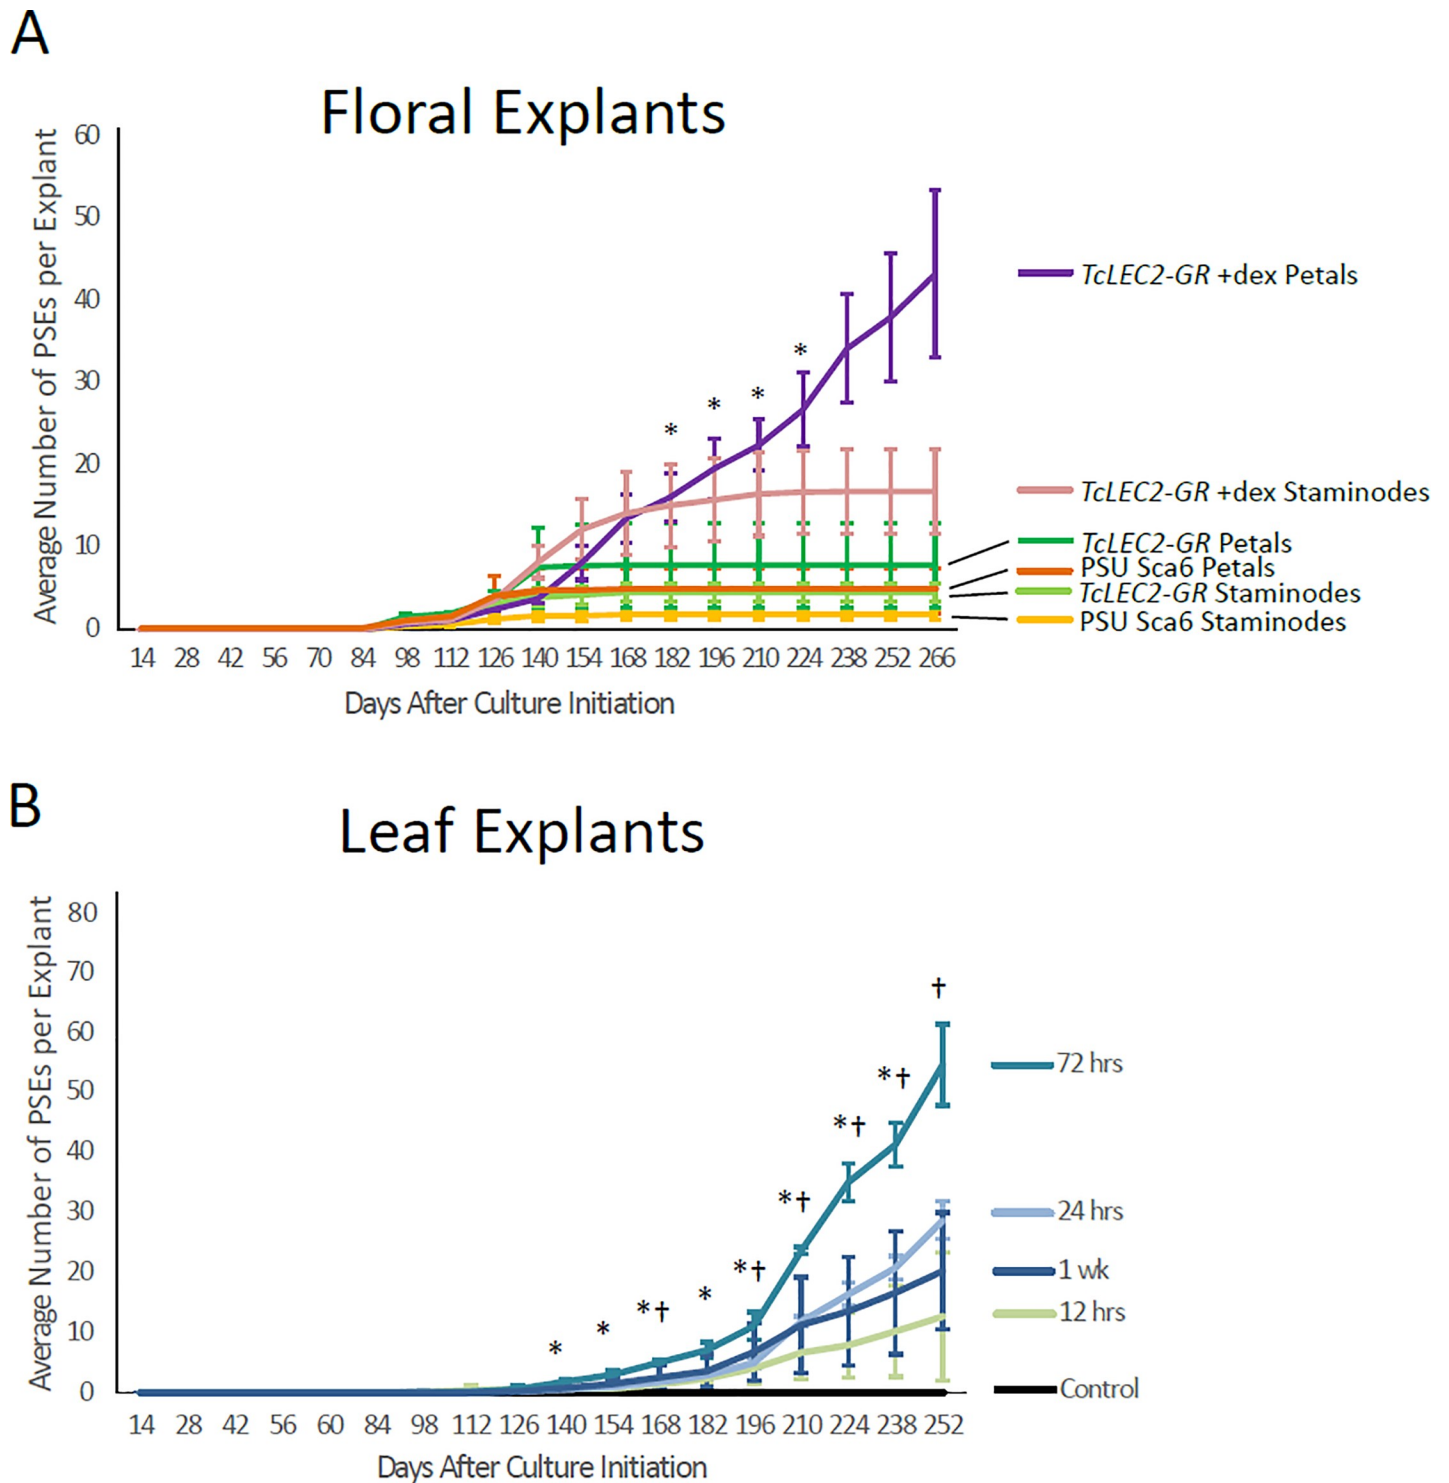 A
Floral Explants
Average Number of PSEs per Explant
60
50
40
30
20
10
0
* * * *
14 28 42 56 70 84 98 112 126 140 154 168 182 196 210 224 238 252 266
Days After Culture Initiation
TcLEC2-GR +dex Petals
TcLEC2-GR +dex Staminodes
TcLEC2-GR Petals
PSU Sca6 Petals
TcLEC2-GR Staminodes
PSU Sca6 Staminodes
B
Leaf Explants
Average Number of PSEs per Explant
80
70
60
50
40
30
20
10
0
* * *† * *† *† *† *† †
14 28 42 56 60 84 98 112 126 140 154 168 182 196 210 224 238 252
Days After Culture Initiation
72 hrs
24 hrs
1 wk
12 hrs
Control